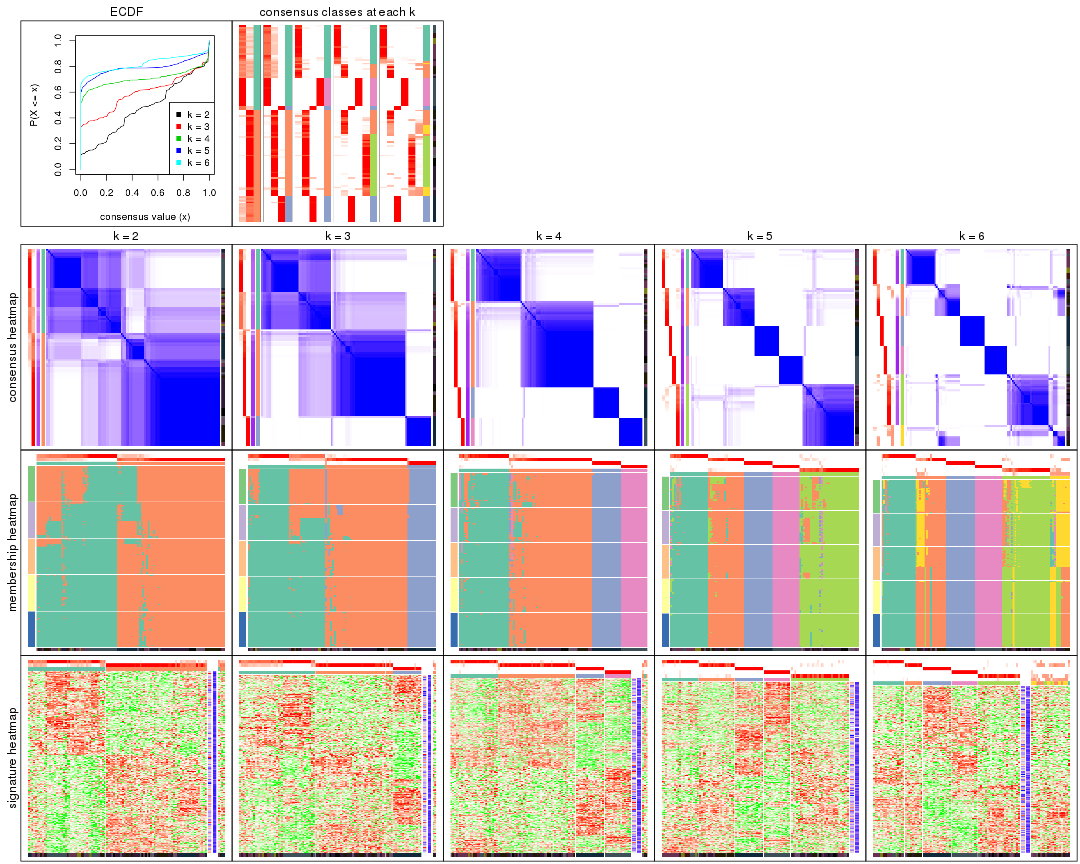 ECDF
consensus classes at each k
P(X <= x)
0.0 0.2 0.4 0.6 0.8 1.0
k = 2
k = 3
k = 4
k = 5
k = 6
0.0 0.2 0.4 0.6 0.8 1.0
consensus value (x)
k = 2
k = 3
k = 4
k = 5
k = 6
consensus heatmap
membership heatmap
signature heatmap